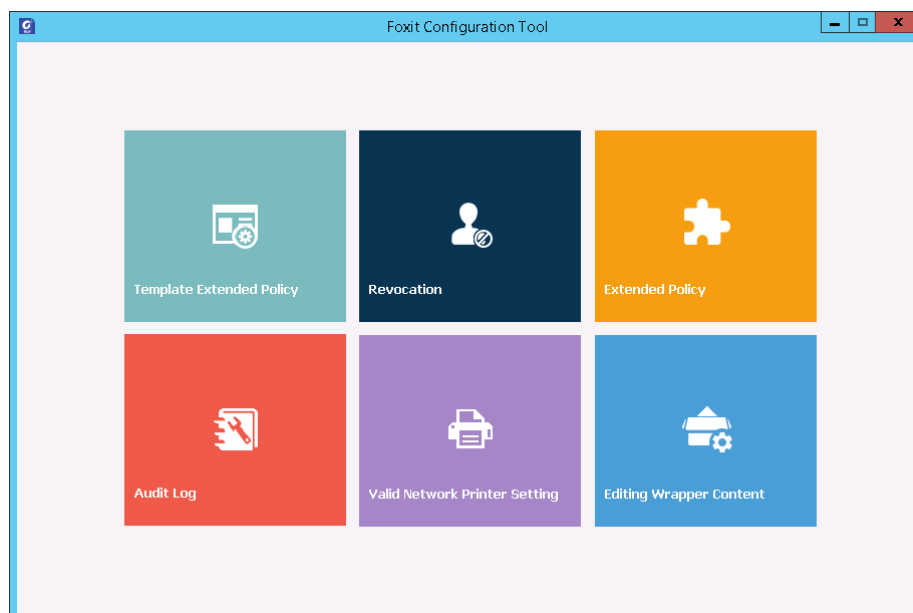 Foxit Configuration Tool
Template Extended Policy
Revocation
Extended Policy
Audit Log
Valid Network Printer Setting
Editing Wrapper Content